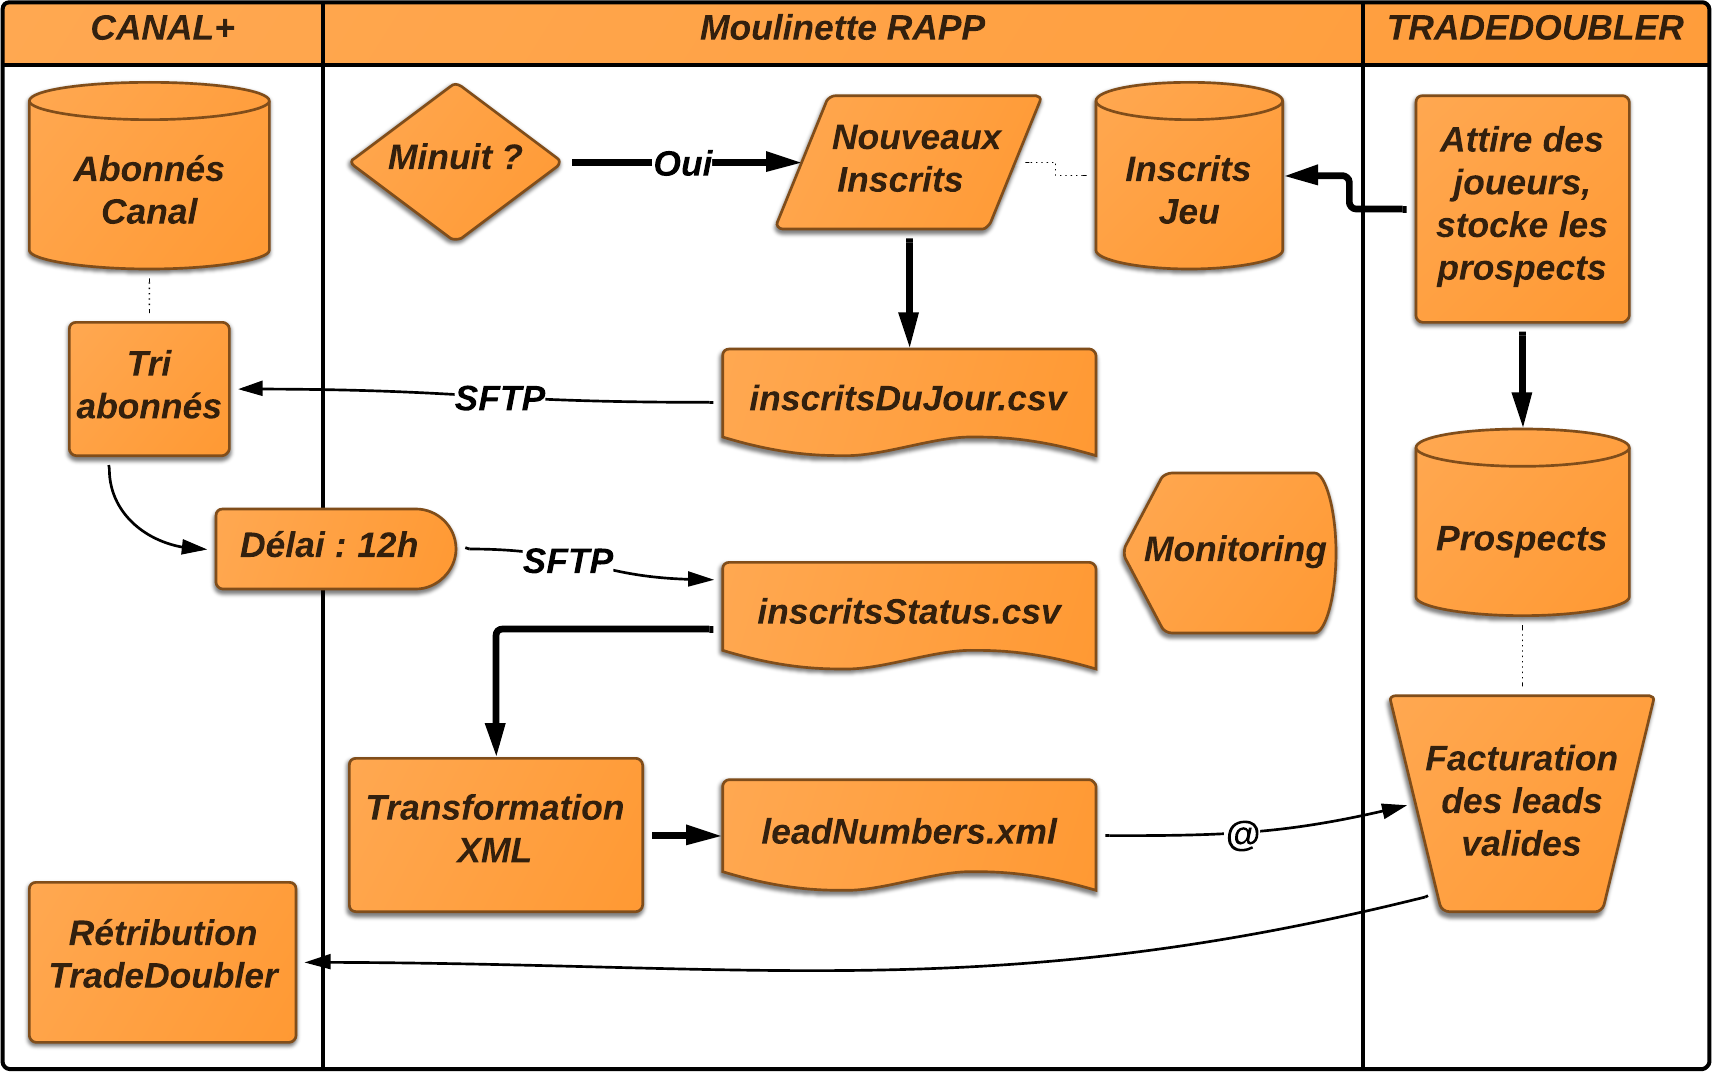 CANAL+
Moulinette RAPP
TRADEDOUBLER
Abonnés
Canal
Minuit ?
Oui
Nouveaux
Inscrits
Inscrits
Jeu
Attire des
joueurs,
stocke les
prospects
Tri
abonnés
SFTP
inscritsDuJour.csv
Délai : 12h
SFTP
inscritsStatus.csv
Monitoring
Prospects
Transformation
XML
leadNumbers.xml
@
Facturation
des leads
valides
Rétribution
TradeDoubler